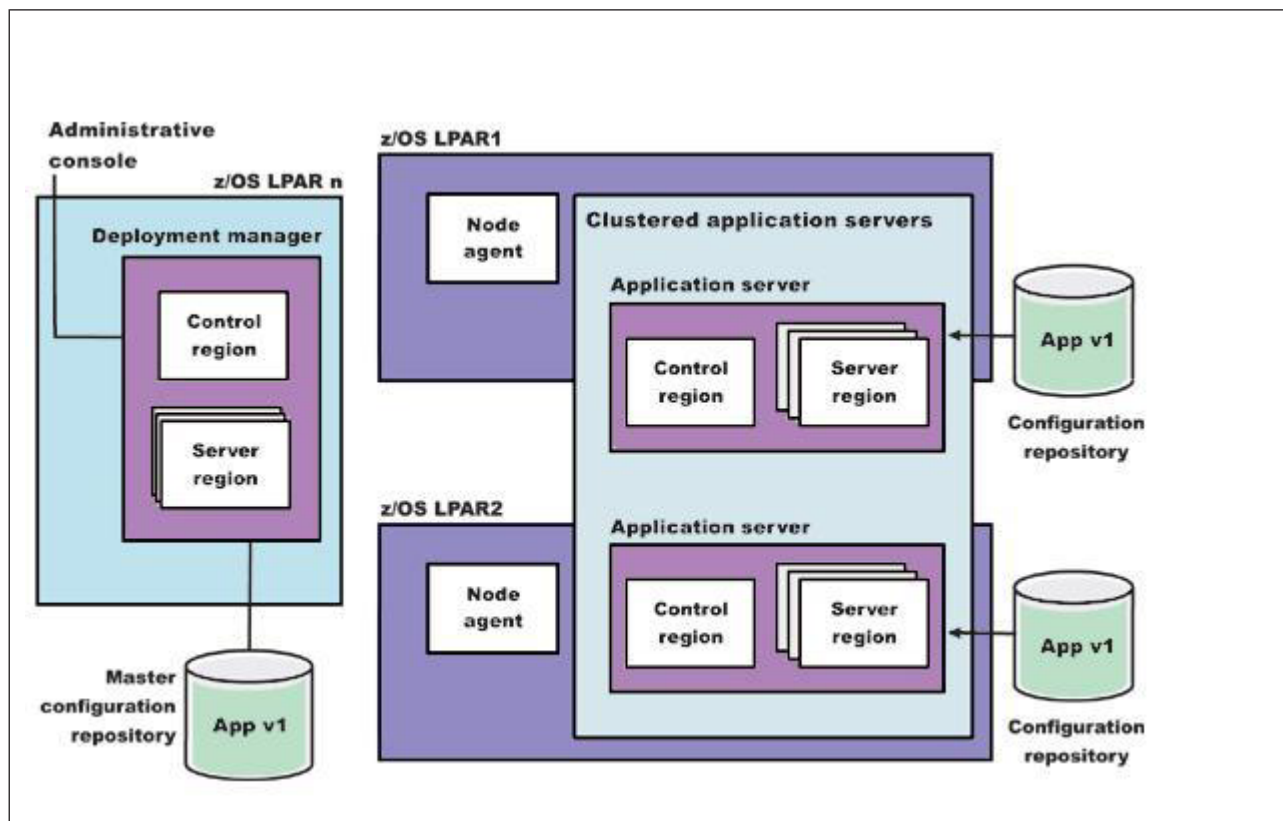 Administrative
console
z/OS LPAR n
Deployment manager
Control
region
Server
region
Master
configuration
repository
App v1
z/OS LPAR1
Node
agent
Clustered application servers
Application server
Control
region
Server
region
App v1
Configuration
repository
z/OS LPAR2
Node
agent
Application server
Control
region
Server
region
App v1
Configuration
repository